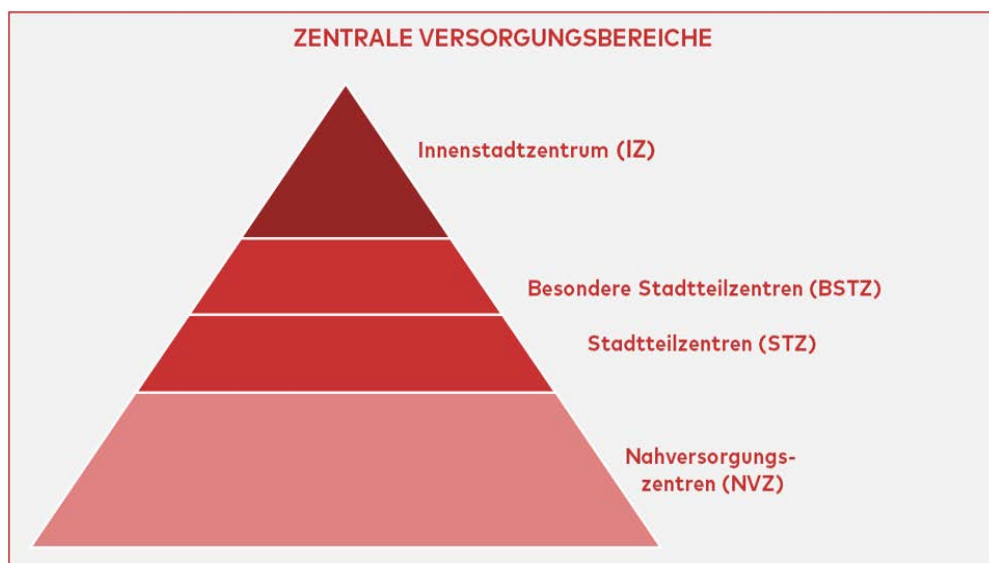 ZENTRALE VERSORGUNGSBEREICHE
Innenstadtzentrum (IZ)
Besondere Stadtteilzentren (BSTZ)
Stadtteilzentren (STZ)
Nahversorgungs-
zentren (NVZ)